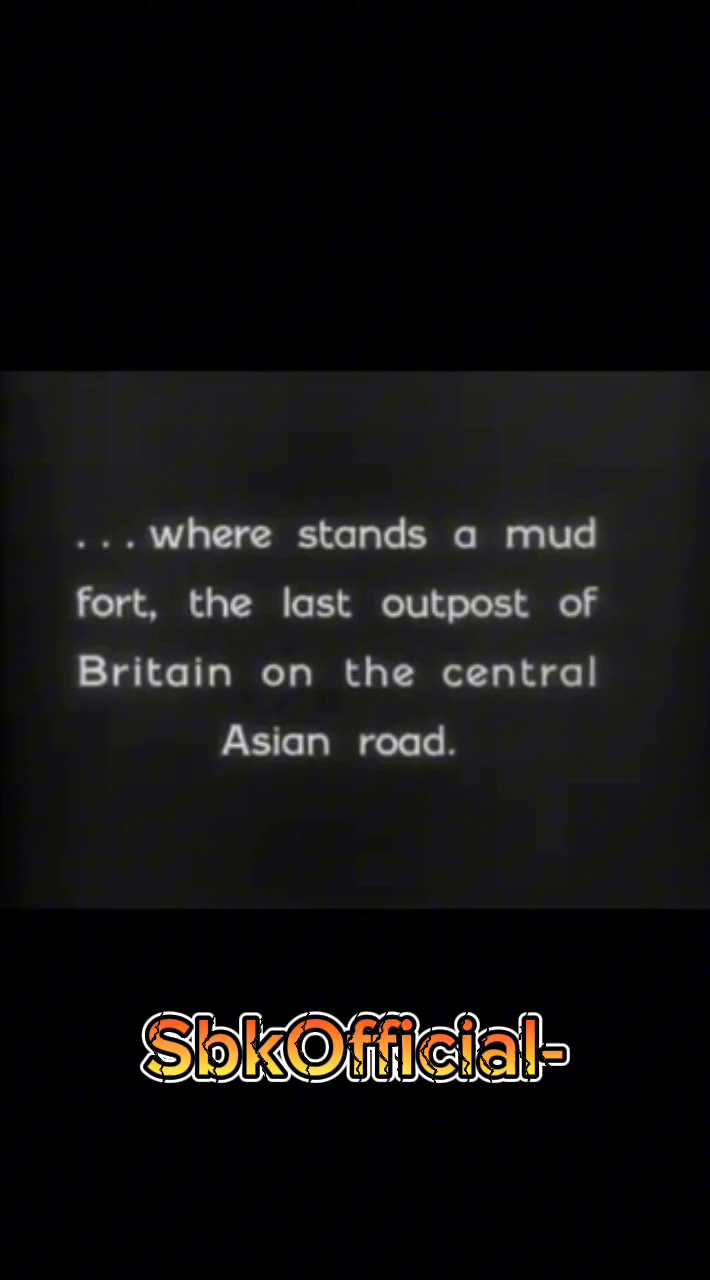 ...where stands a mud
fort, the last outpost of
Britain on the central
Asian road.
SbkOfficial-